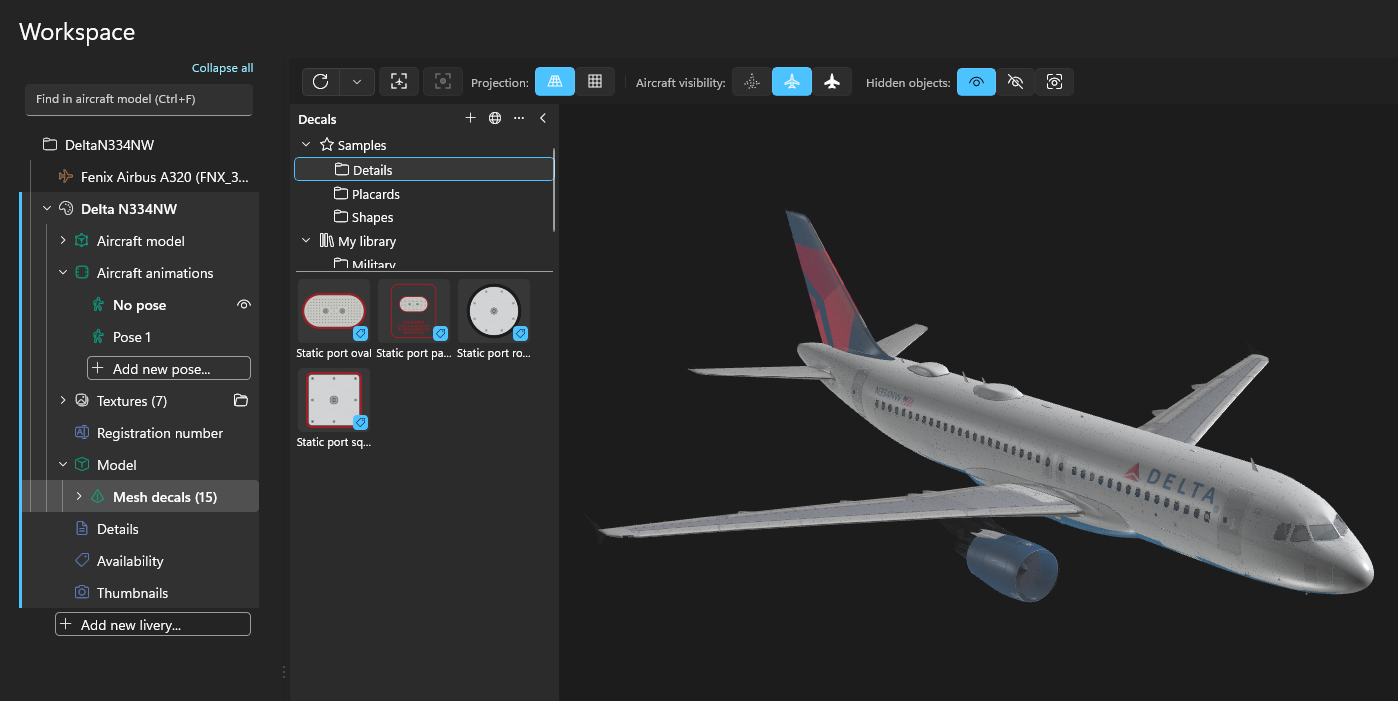 Workspace
Collapse all
Find in aircraft model (Ctrl+F)
DeltaN334NW
Fenix Airbus A320 (FNX_3...
Delta N334NW
Aircraft model
Aircraft animations
No pose
Pose 1
Add new pose...
Textures (7)
Registration number
Model
Mesh decals (15)
Details
Availability
Thumbnails
Add new livery...
Projection:
Aircraft visibility:
Hidden objects:
Decals
Samples
Details
Placards
Shapes
My library
Military
Static port oval
Static port pa...
Static port ro...
Static port sq...
DELTA